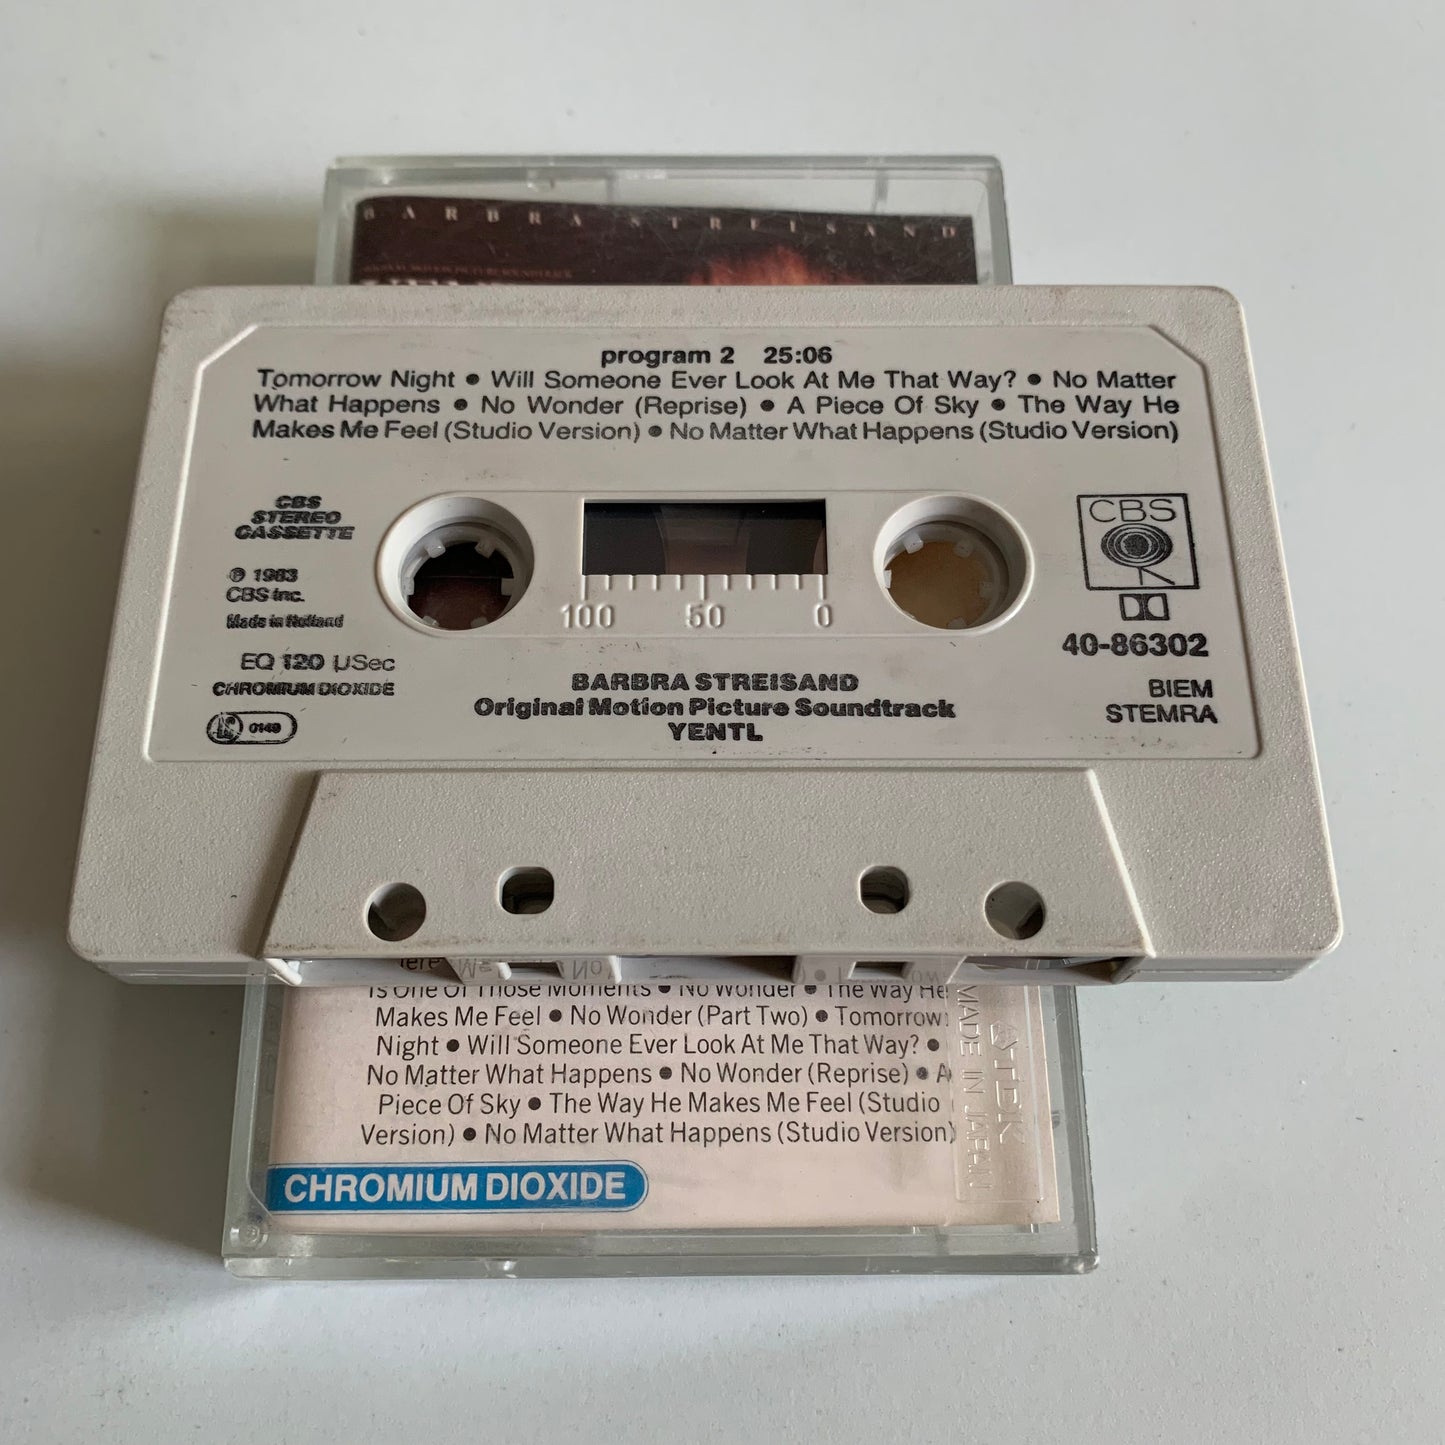 BARBRA STREISAND
ORIGINAL MOTION PICTURE SOUNDTRACK
program 2 25:06
Tomorrow Night ● Will Someone Ever Look At Me That Way? ● No Matter
What Happens ● No Wonder (Reprise) ● A Piece Of Sky ● The Way He
Makes Me Feel (Studio Version) ● No Matter What Happens (Studio Version)
CBS
STEREO
CASSETTE
℗ 1983
CBS Inc.
Made in Holland
EQ 120 µSec
CHROMIUM DIOXIDE
0149
100 50 0
CBS
40-86302
BIEM
STEMRA
BARBRA STREISAND
Original Motion Picture Soundtrack
YENTL
Is One Of Those Moments ● No Wonder ● The Way He
Makes Me Feel ● No Wonder (Part Two) ● Tomorrow
Night ● Will Someone Ever Look At Me That Way? ●
No Matter What Happens ● No Wonder (Reprise) ● A
Piece Of Sky ● The Way He Makes Me Feel (Studio
Version) ● No Matter What Happens (Studio Version)
CHROMIUM DIOXIDE
TDK
MADE IN JAPAN